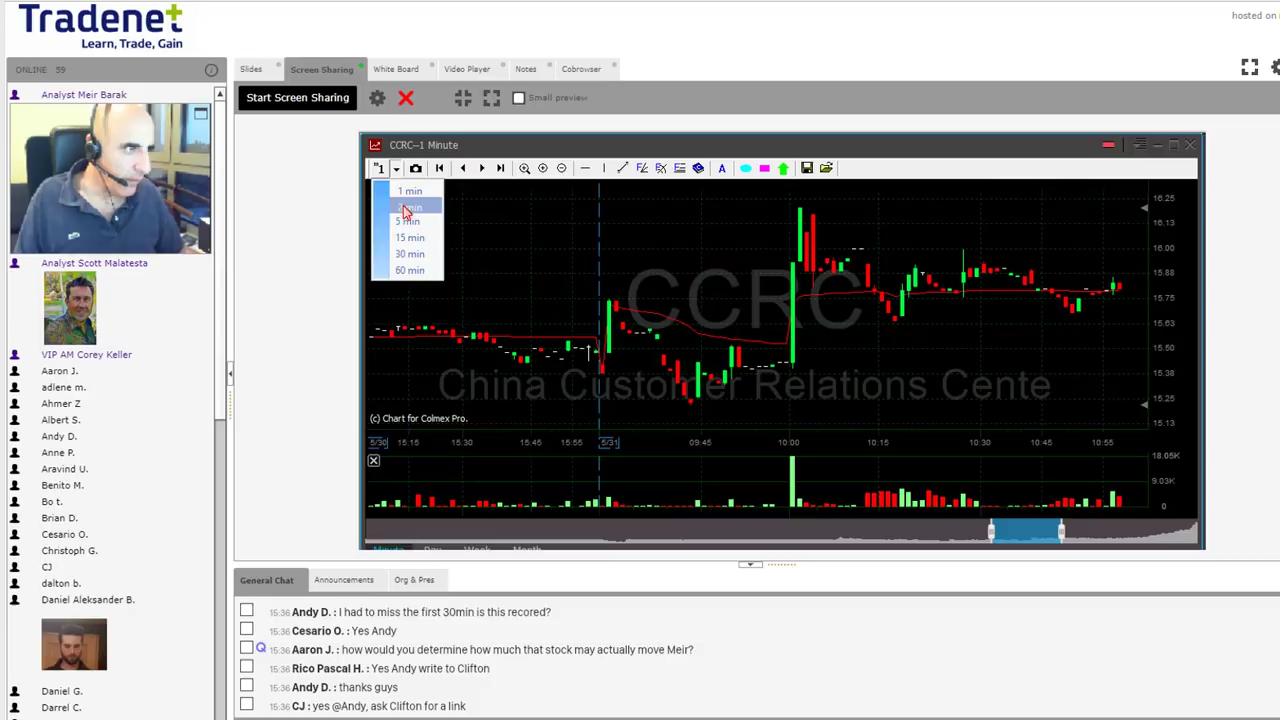 Tradenet
Learn, Trade, Gain
hosted on
ONLINE 59
Analyst Meir Barak
Analyst Scott Malatesta
VIP AM Corey Keller
Aaron J.
adlene m.
Ahmer Z
Albert S.
Andy D.
Anne P.
Aravind U.
Benito M.
Bo t.
Brian D.
Cesario O.
Christoph G.
CJ
dalton b.
Daniel Aleksander B.
Daniel G.
Darrel C.
Slides
Screen Sharing
White Board
Video Player
Notes
Cobrowser
Start Screen Sharing
Small preview
CCRC--1 Minute
1
A
1 min
min
5 min
15 min
30 min
60 min
CCRC
China Customer Relations Cente
(c) Chart for Colmex Pro.
16.25
16.13
16.00
15.88
15.75
15.63
15.50
15.38
15.25
15.13
5/30 15:15 15:30 15:45 15:55 5/31 09:45 10:00 10:15 10:30 10:45 10:55
18.05K
9.03K
0
Minute Day Week Month
General Chat
Announcements
Org & Pres
15:36 Andy D. : I had to miss the first 30min is this recored?
15:36 Cesario O. : Yes Andy
Q 15:36 Aaron J. : how would you determine how much that stock may actually move Meir?
15:36 Rico Pascal H. : Yes Andy write to Clifton
15:36 Andy D. : thanks guys
15:36 CJ : yes @Andy, ask Clifton for a link